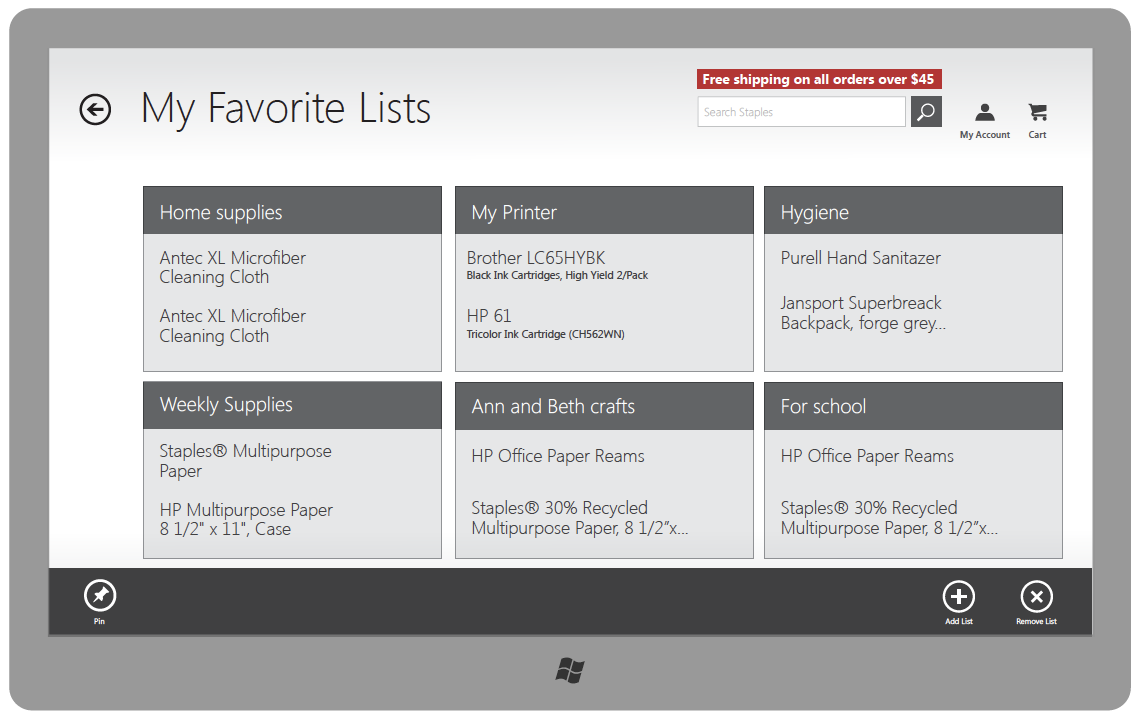 Free shipping on all orders over $45
My Favorite Lists
Search Staples
My Account
Cart
Home supplies
Antec XL Microfiber
Cleaning Cloth
Antec XL Microfiber
Cleaning Cloth
My Printer
Brother LC65HYBK
Black Ink Cartridges, High Yield 2/Pack
HP 61
Tricolor Ink Cartridge (CH562WN)
Hygiene
Purell Hand Sanitazer
Jansport Superbreack
Backpack, forge grey...
Weekly Supplies
Staples® Multipurpose
Paper
HP Multipurpose Paper
8 1/2" x 11", Case
Ann and Beth crafts
HP Office Paper Reams
Staples® 30% Recycled
Multipurpose Paper, 8 1/2”x...
For school
HP Office Paper Reams
Staples® 30% Recycled
Multipurpose Paper, 8 1/2”x...
Pin
Add List
Remove List